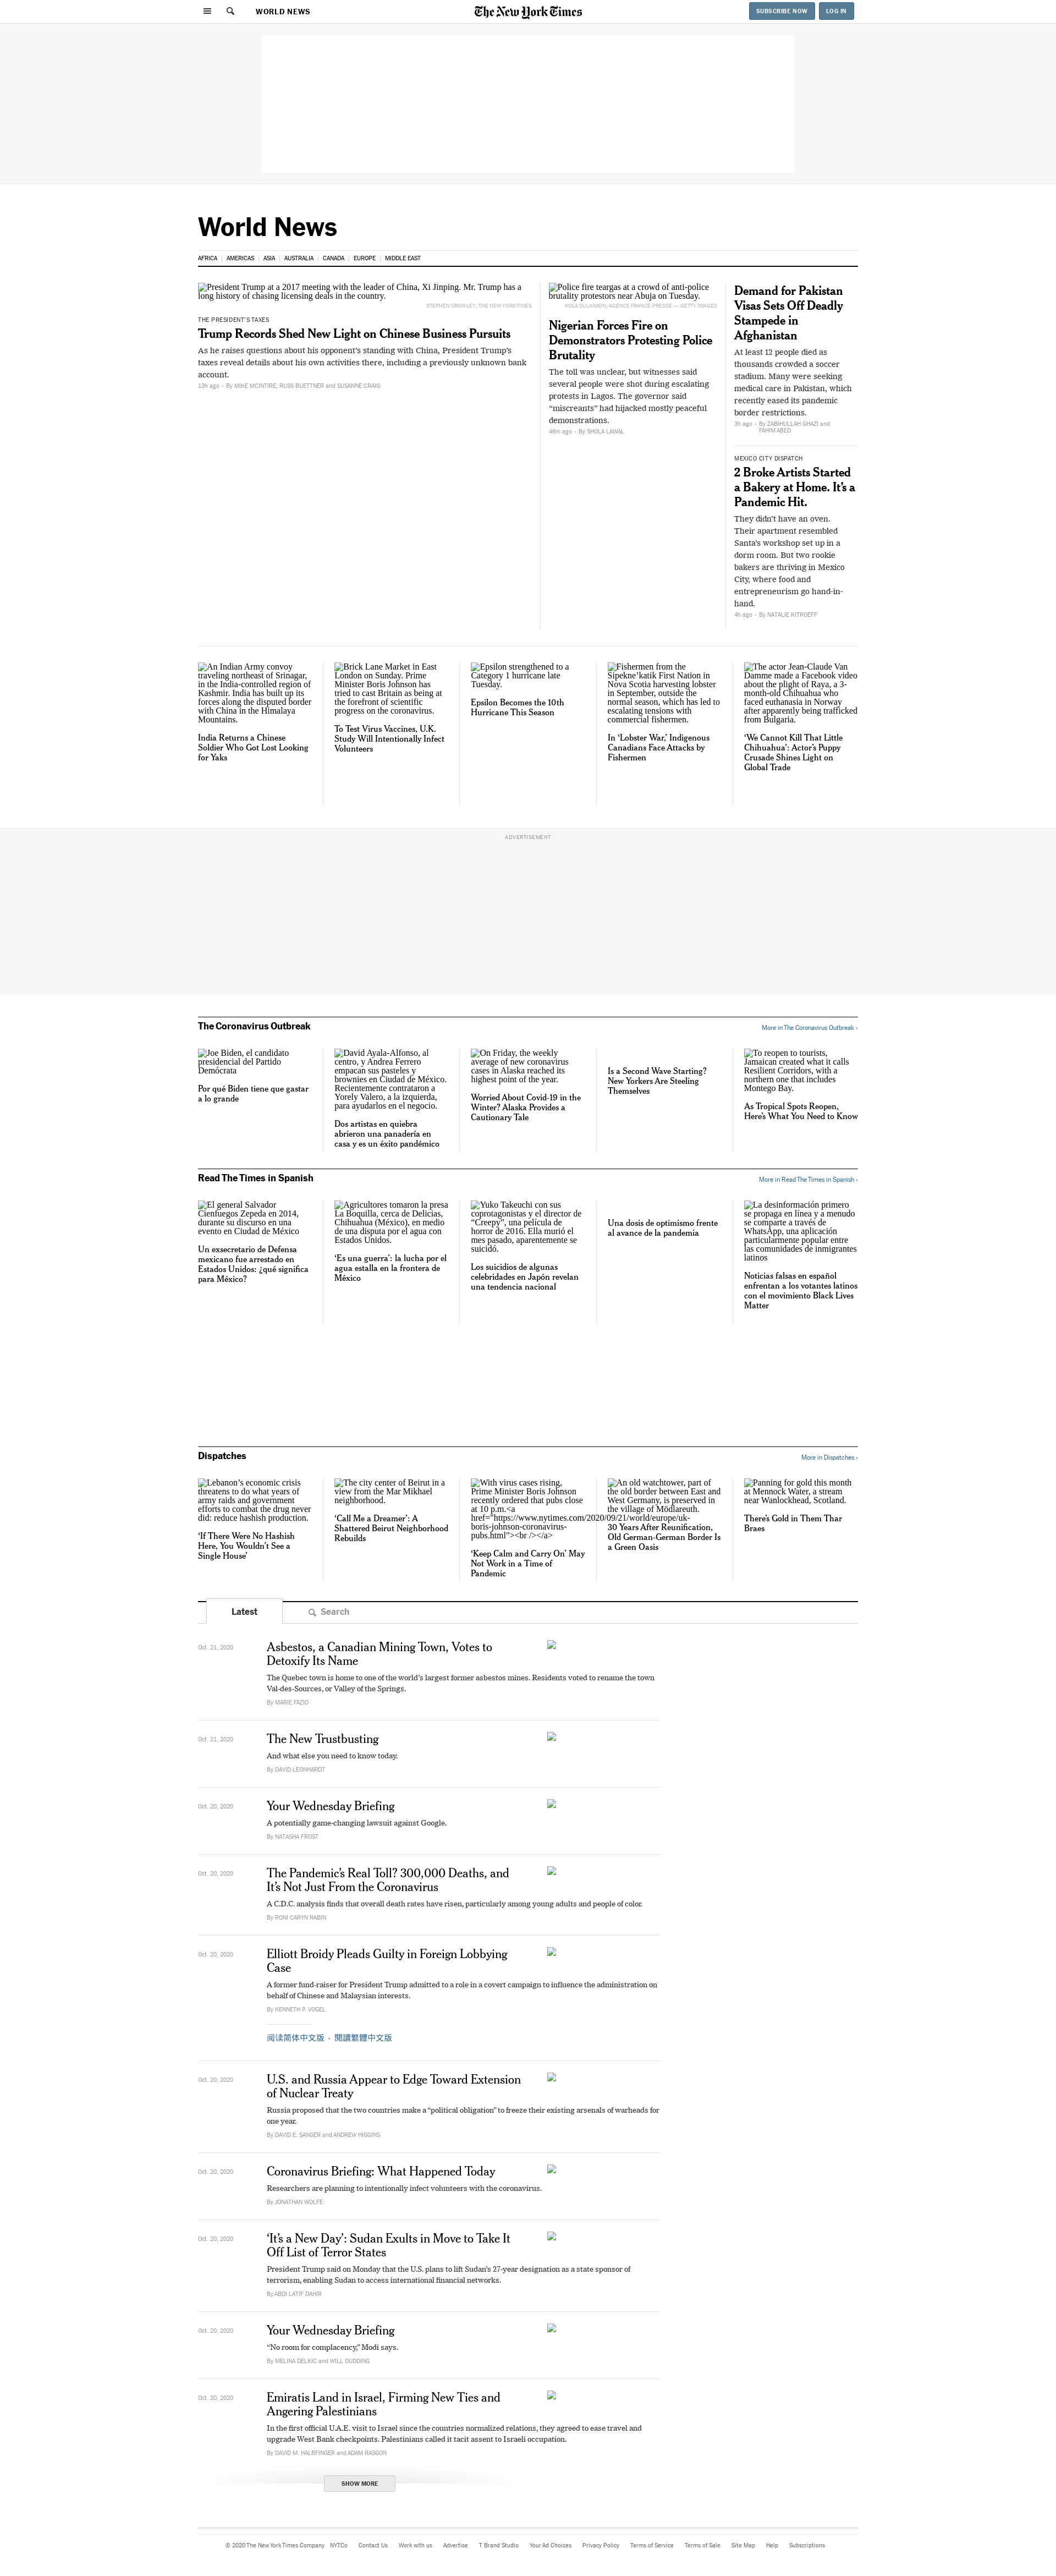 WORLD NEWS
The New York Times
SUBSCRIBE NOW
LOG IN
World News
AFRICA
AMERICAS
ASIA
AUSTRALIA
CANADA
EUROPE
MIDDLE EAST
President Trump at a 2017 meeting with the leader of China, Xi Jinping. Mr. Trump has a
long history of chasing licensing deals in the country.
STEPHEN CROWLEY/THE NEW YORK TIMES
THE PRESIDENT'S TAXES
Trump Records Shed New Light on Chinese Business Pursuits
As he raises questions about his opponent's standing with China, President Trump's
taxes reveal details about his own activities there, including a previously unknown bank
account.
13h ago · By MIKE MCINTIRE, RUSS BUETTNER and SUSANNE CRAIG
Police fire teargas at a crowd of anti-police
brutality protestors near Abuja on Tuesday.
KOLA SULAIMON/AGENCE FRANCE-PRESSE — GETTY IMAGES
Nigerian Forces Fire on
Demonstrators Protesting Police
Brutality
The toll was unclear, but witnesses said
several people were shot during escalating
protests in Lagos. The governor said
“miscreants” had hijacked mostly peaceful
demonstrations.
46m ago · By SHOLA LAWAL
Demand for Pakistan
Visas Sets Off Deadly
Stampede in
Afghanistan
At least 12 people died as
thousands crowded a soccer
stadium. Many were seeking
medical care in Pakistan, which
recently eased its pandemic
border restrictions.
3h ago · By ZABIHULLAH GHAZI and
FAHIM ABED
MEXICO CITY DISPATCH
2 Broke Artists Started
a Bakery at Home. It’s a
Pandemic Hit.
They didn’t have an oven.
Their apartment resembled
Santa’s workshop set up in a
dorm room. But two rookie
bakers are thriving in Mexico
City, where food and
entrepreneurism go hand-in-
hand.
4h ago · By NATALIE KITROEFF
An Indian Army convoy
traveling northeast of Srinagar,
in the India-controlled region of
Kashmir. India has built up its
forces along the disputed border
with China in the Himalaya
Mountains.
India Returns a Chinese
Soldier Who Got Lost Looking
for Yaks
Brick Lane Market in East
London on Sunday. Prime
Minister Boris Johnson has
tried to cast Britain as being at
the forefront of scientific
progress on the coronavirus.
To Test Virus Vaccines, U.K.
Study Will Intentionally Infect
Volunteers
Epsilon strengthened to a
Category 1 hurricane late
Tuesday.
Epsilon Becomes the 10th
Hurricane This Season
Fishermen from the
Sipekne’katik First Nation in
Nova Scotia harvesting lobster
in September, outside the
normal season, which has led to
escalating tensions with
commercial fishermen.
In ‘Lobster War,’ Indigenous
Canadians Face Attacks by
Fishermen
The actor Jean-Claude Van
Damme made a Facebook video
about the plight of Raya, a 3-
month-old Chihuahua who
faced euthanasia in Norway
after apparently being trafficked
from Bulgaria.
‘We Cannot Kill That Little
Chihuahua’: Actor’s Puppy
Crusade Shines Light on
Global Trade
ADVERTISEMENT
The Coronavirus Outbreak
More in The Coronavirus Outbreak ›
Joe Biden, el candidato
presidencial del Partido
Demócrata
Por qué Biden tiene que gastar
a lo grande
David Ayala-Alfonso, al
centro, y Andrea Ferrero
empacan sus pasteles y
brownies en Ciudad de México.
Recientemente contrataron a
Yorely Valero, a la izquierda,
para ayudarlos en el negocio.
Dos artistas en quiebra
abrieron una panadería en
casa y es un éxito pandémico
On Friday, the weekly
average of new coronavirus
cases in Alaska reached its
highest point of the year.
Worried About Covid-19 in the
Winter? Alaska Provides a
Cautionary Tale
Is a Second Wave Starting?
New Yorkers Are Steeling
Themselves
To reopen to tourists,
Jamaican created what it calls
Resilient Corridors, with a
northern one that includes
Montego Bay.
As Tropical Spots Reopen,
Here’s What You Need to Know
Read The Times in Spanish
More in Read The Times in Spanish ›
El general Salvador
Cienfuegos Zepeda en 2014,
durante su discurso en una
evento en Ciudad de México
Un exsecretario de Defensa
mexicano fue arrestado en
Estados Unidos: ¿qué significa
para México?
Agricultores tomaron la presa
La Boquilla, cerca de Delicias,
Chihuahua (México), en medio
de una disputa por el agua con
Estados Unidos.
‘Es una guerra’: la lucha por el
agua estalla en la frontera de
México
Yuko Takeuchi con sus
coprotagonistas y el director de
“Creepy”, una película de
horror de 2016. Ella murió el
mes pasado, aparentemente se
suicidó.
Los suicidios de algunas
celebridades en Japón revelan
una tendencia nacional
Una dosis de optimismo frente
al avance de la pandemia
La desinformación primero
se propaga en línea y a menudo
se comparte a través de
WhatsApp, una aplicación
particularmente popular entre
las comunidades de inmigrantes
latinos
Noticias falsas en español
enfrentan a los votantes latinos
con el movimiento Black Lives
Matter
Dispatches
More in Dispatches ›
Lebanon’s economic crisis
threatens to do what years of
army raids and government
efforts to combat the drug never
did: reduce hashish production.
‘If There Were No Hashish
Here, You Wouldn’t See a
Single House’
The city center of Beirut in a
view from the Mar Mikhael
neighborhood.
‘Call Me a Dreamer’: A
Shattered Beirut Neighborhood
Rebuilds
With virus cases rising,
Prime Minister Boris Johnson
recently ordered that pubs close
at 10 p.m.<a
href="https://www.nytimes.com/2020/09/21/world/europe/uk-
boris-johnson-coronavirus-
pubs.html"><br /></a>
‘Keep Calm and Carry On’ May
Not Work in a Time of
Pandemic
An old watchtower, part of
the old border between East and
West Germany, is preserved in
the village of Mödlareuth.
30 Years After Reunification,
Old German-German Border Is
a Green Oasis
Panning for gold this month
at Mennock Water, a stream
near Wanlockhead, Scotland.
There’s Gold in Them Thar
Braes
Latest
Search
Oct. 21, 2020
Asbestos, a Canadian Mining Town, Votes to
Detoxify Its Name
The Quebec town is home to one of the world’s largest former asbestos mines. Residents voted to rename the town
Val-des-Sources, or Valley of the Springs.
By MARIE FAZIO
Oct. 21, 2020
The New Trustbusting
And what else you need to know today.
By DAVID LEONHARDT
Oct. 20, 2020
Your Wednesday Briefing
A potentially game-changing lawsuit against Google.
By NATASHA FROST
Oct. 20, 2020
The Pandemic’s Real Toll? 300,000 Deaths, and
It’s Not Just From the Coronavirus
A C.D.C. analysis finds that overall death rates have risen, particularly among young adults and people of color.
By RONI CARYN RABIN
Oct. 20, 2020
Elliott Broidy Pleads Guilty in Foreign Lobbying
Case
A former fund-raiser for President Trump admitted to a role in a covert campaign to influence the administration on
behalf of Chinese and Malaysian interests.
By KENNETH P. VOGEL
阅读简体中文版 · 閱讀繁體中文版
Oct. 20, 2020
U.S. and Russia Appear to Edge Toward Extension
of Nuclear Treaty
Russia proposed that the two countries make a “political obligation” to freeze their existing arsenals of warheads for
one year.
By DAVID E. SANGER and ANDREW HIGGINS
Oct. 20, 2020
Coronavirus Briefing: What Happened Today
Researchers are planning to intentionally infect volunteers with the coronavirus.
By JONATHAN WOLFE
Oct. 20, 2020
‘It’s a New Day’: Sudan Exults in Move to Take It
Off List of Terror States
President Trump said on Monday that the U.S. plans to lift Sudan’s 27-year designation as a state sponsor of
terrorism, enabling Sudan to access international financial networks.
By ABDI LATIF DAHIR
Oct. 20, 2020
Your Wednesday Briefing
“No room for complacency,” Modi says.
By MELINA DELKIC and WILL DUDDING
Oct. 20, 2020
Emiratis Land in Israel, Firming New Ties and
Angering Palestinians
In the first official U.A.E. visit to Israel since the countries normalized relations, they agreed to ease travel and
upgrade West Bank checkpoints. Palestinians called it tacit assent to Israeli occupation.
By DAVID M. HALBFINGER and ADAM RASGON
SHOW MORE
© 2020 The New York Times Company
NYTCo
Contact Us
Work with us
Advertise
T Brand Studio
Your Ad Choices
Privacy Policy
Terms of Service
Terms of Sale
Site Map
Help
Subscriptions